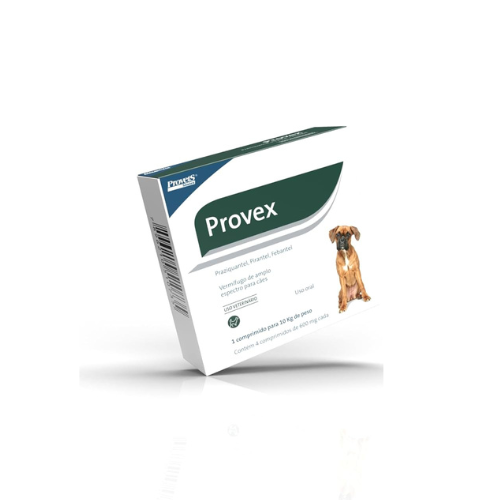 Provets
Provex
Praziquantel, Pirantel, Febantel
Vermífugo de amplo
espectro para cães
Uso oral
USO VETERINÁRIO
1 comprimido para 10 Kg de peso
Contém 4 comprimidos de 600 mg cada